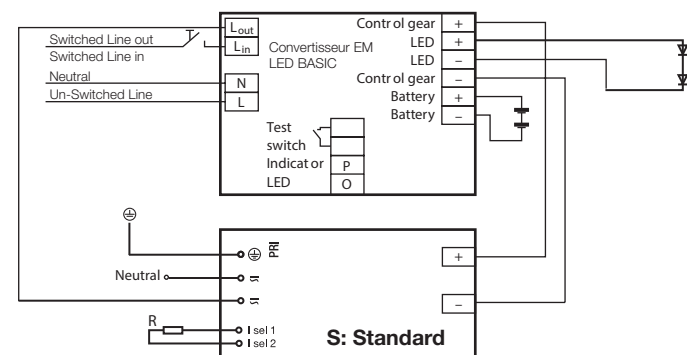 Switched Line out
Switched Line in
Neutral
Un-Switched Line
Lout
Lin
N
L
Convertisseur EM
LED BASIC
Control gear +
LED +
LED –
Control gear –
Battery +
Battery –
Test
switch
Indicator
LED
P
O
PRI
Neutral
R
I sel 1
I sel 2
+
–
S: Standard